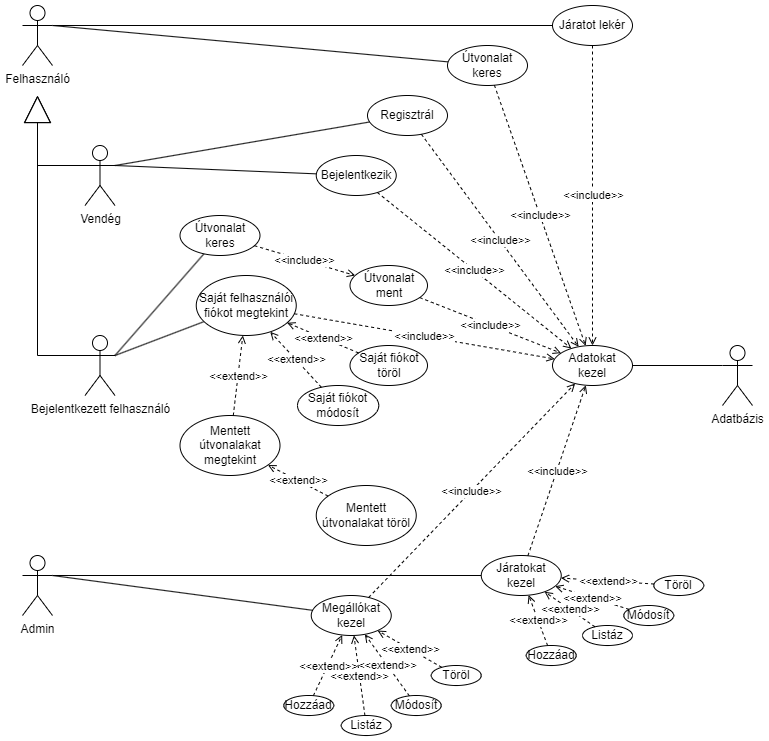 Járatot lekér
Felhasználó
Útvonalat
keres
Regisztrál
Vendég
Bejelentkezik
<<include>>
<<include>>
<<include>>
<<include>>
Útvonalat
keres
<<include>>
Útvonalat
ment
Saját felhasználói
fiókot megtekint
<<include>>
<<include>>
<<extend>>
<<extend>>
<<extend>>
Saját fiókot
töröl
Adatokat
kezel
Adatbázis
Bejelentkezett felhasználó
Saját fiókot
módosít
Mentett
útvonalakat
megtekint
<<extend>>
Mentett
útvonalakat töröl
<<include>>
<<include>>
Admin
Járatokat
kezel
<<extend>>
Töröl
<<extend>>
Módosít
<<extend>>
Listáz
Hozzáad
<<extend>>
Megállókat
kezel
<<extend>>
<<extend>>
<<extend>>
<<extend>>
Töröl
Hozzáad
Módosít
Listáz